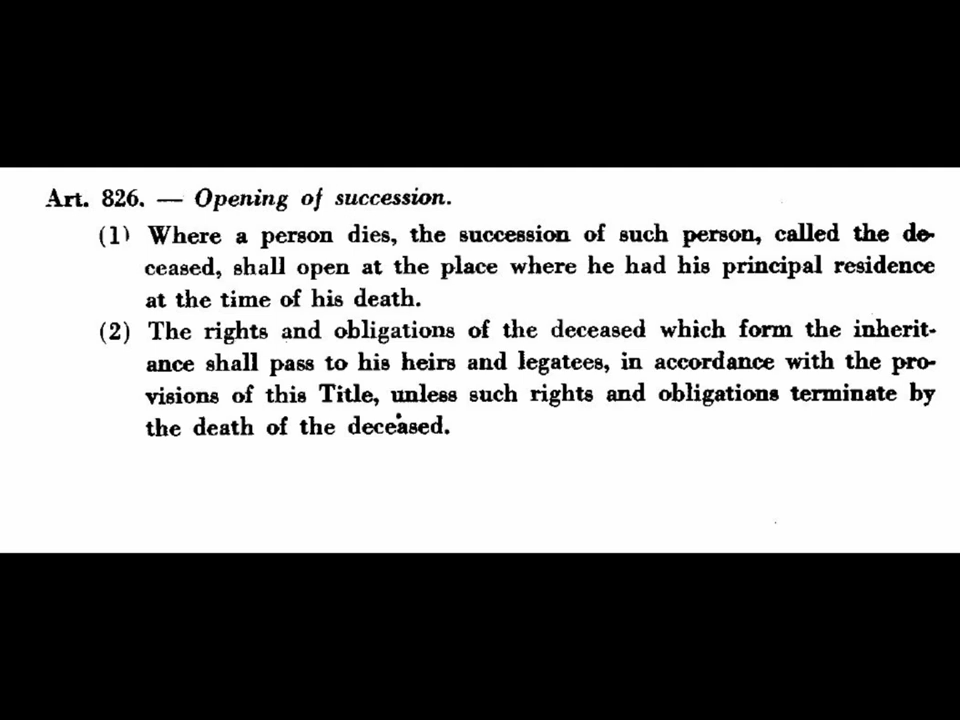 Art. 826. — Opening of succession.
(1) Where a person dies, the succession of such person, called the de-
ceased, shall open at the place where he had his principal residence
at the time of his death.
(2) The rights and obligations of the deceased which form the inherit-
ance shall pass to his heirs and legatees, in accordance with the pro-
visions of this Title, unless such rights and obligations terminate by
the death of the deceased.